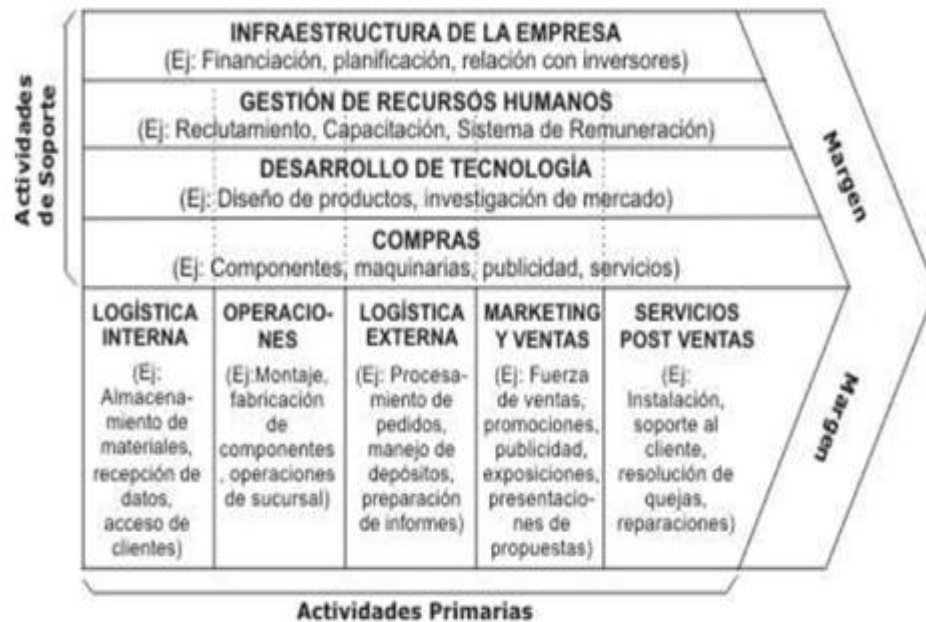 Actividades
de Soporte
INFRAESTRUCTURA DE LA EMPRESA
(Ej: Financiación, planificación, relación con inversores)
GESTIÓN DE RECURSOS HUMANOS
(Ej: Reclutamiento, Capacitación, Sistema de Remuneración)
DESARROLLO DE TECNOLOGÍA
(Ej: Diseño de productos, investigación de mercado)
COMPRAS
(Ej: Componentes, maquinarias, publicidad, servicios)
LOGÍSTICA
INTERNA
(Ej:
Almacena-
miento de
materiales,
recepción de
datos,
acceso de
clientes)
OPERACIO-
NES
(Ej:Montaje,
fabricación
de
componentes
, operaciones
de sucursal)
LOGÍSTICA
EXTERNA
(Ej: Procesa-
miento de
pedidos,
manejo de
depósitos,
preparación
de informes)
MARKETING
Y VENTAS
(Ej: Fuerza
de ventas,
promociones,
publicidad,
exposiciones,
presentacio-
nes de
propuestas)
SERVICIOS
POST VENTAS
(Ej:
Instalación,
soporte al
cliente,
resolución de
quejas,
reparaciones)
Margen
Margen
Actividades Primarias